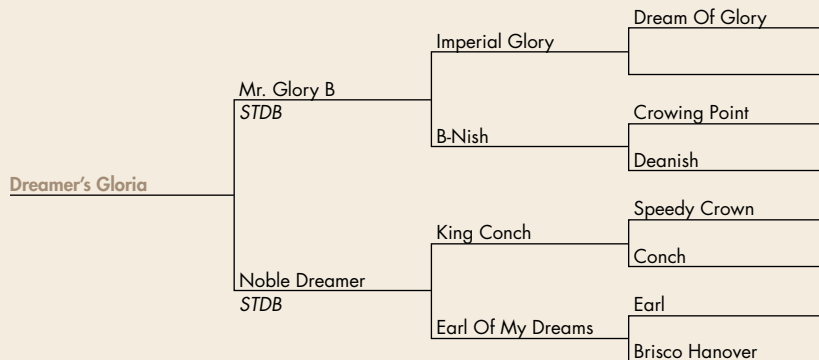 Dream Of Glory
Imperial Glory
Mr. Glory B
STDB
Crowing Point
B-Nish
Deanish
Dreamer's Gloria
Speedy Crown
King Conch
Conch
Noble Dreamer
STDB
Earl
Earl Of My Dreams
Brisco Hanover